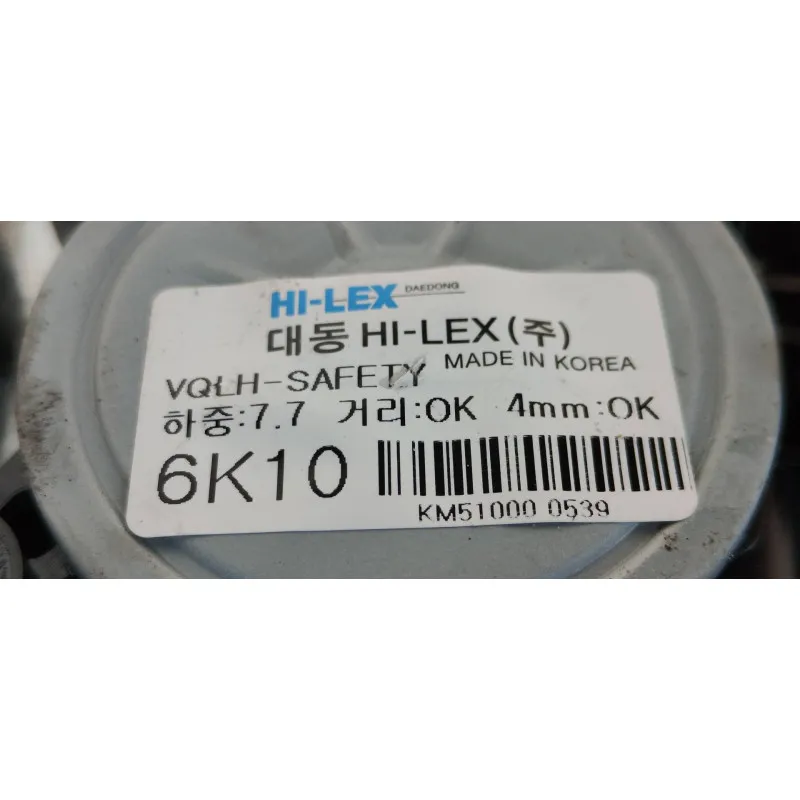 HI-LEX DAEDONG
대동 HI-LEX (주)
MADE IN KOREA
VQLH-SAFETY
하중:7.7 거리:OK 4mm:OK
6K10
KM51000 0539